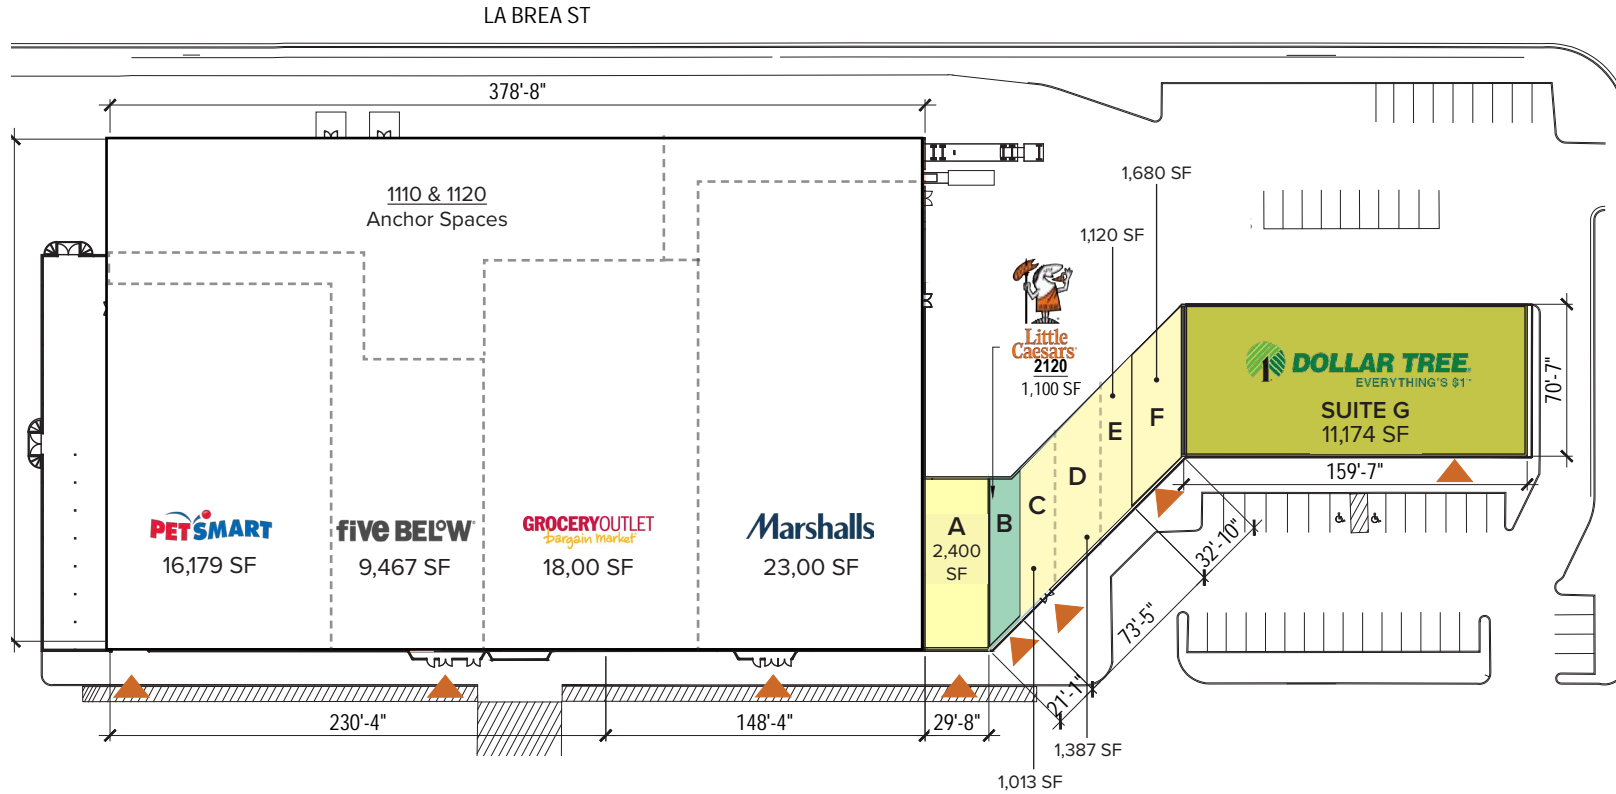 LA BREA ST
378'-8"
1110 & 1120
Anchor Spaces
1,680 SF
1,120 SF
Little
Caesars
2120
1,100 SF
DOLLAR TREE
EVERYTHING'S $1
SUITE G
11,174 SF
70'-7"
159'-7"
PETSMART
16,179 SF
five BELOW
9,467 SF
GROCERY OUTLET
bargain market
18,00 SF
Marshalls
23,00 SF
A
2,400
SF
B
C
D
E
F
32'-10"
73'-5"
21'-1"
230'-4"
148'-4"
29'-8"
1,387 SF
1,013 SF